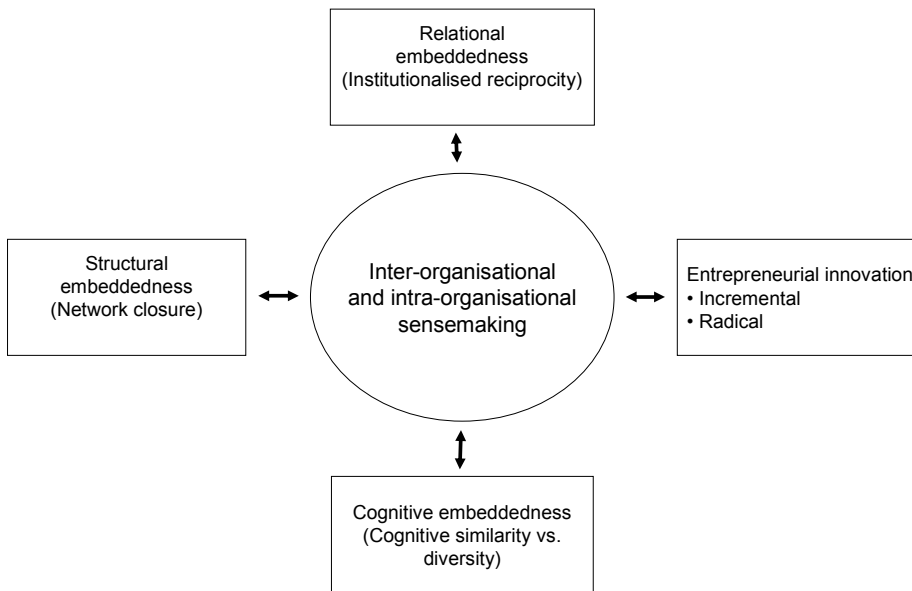 Relational
embeddedness
(Institutionalised reciprocity)
Structural
embeddedness
(Network closure)
Inter-organisational
and intra-organisational
sensemaking
Entrepreneurial innovation
• Incremental
• Radical
Cognitive embeddedness
(Cognitive similarity vs.
diversity)